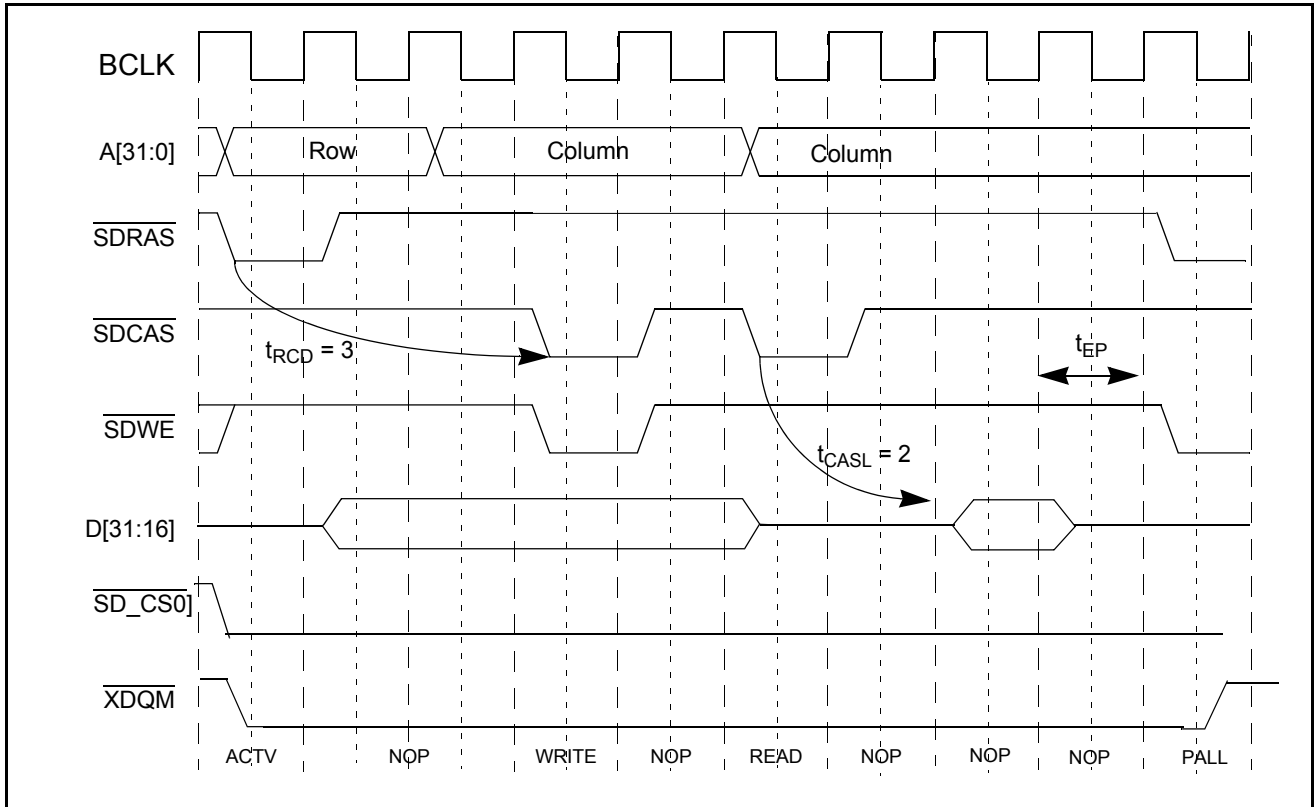 BCLK
A[31:0]
Row
Column
Column
SDRAS
SDCAS
tRCD = 3
tEP
SDWE
tCASL = 2
D[31:16]
SD_CS0]
XDQM
ACTV NOP WRITE NOP READ NOP NOP NOP PALL